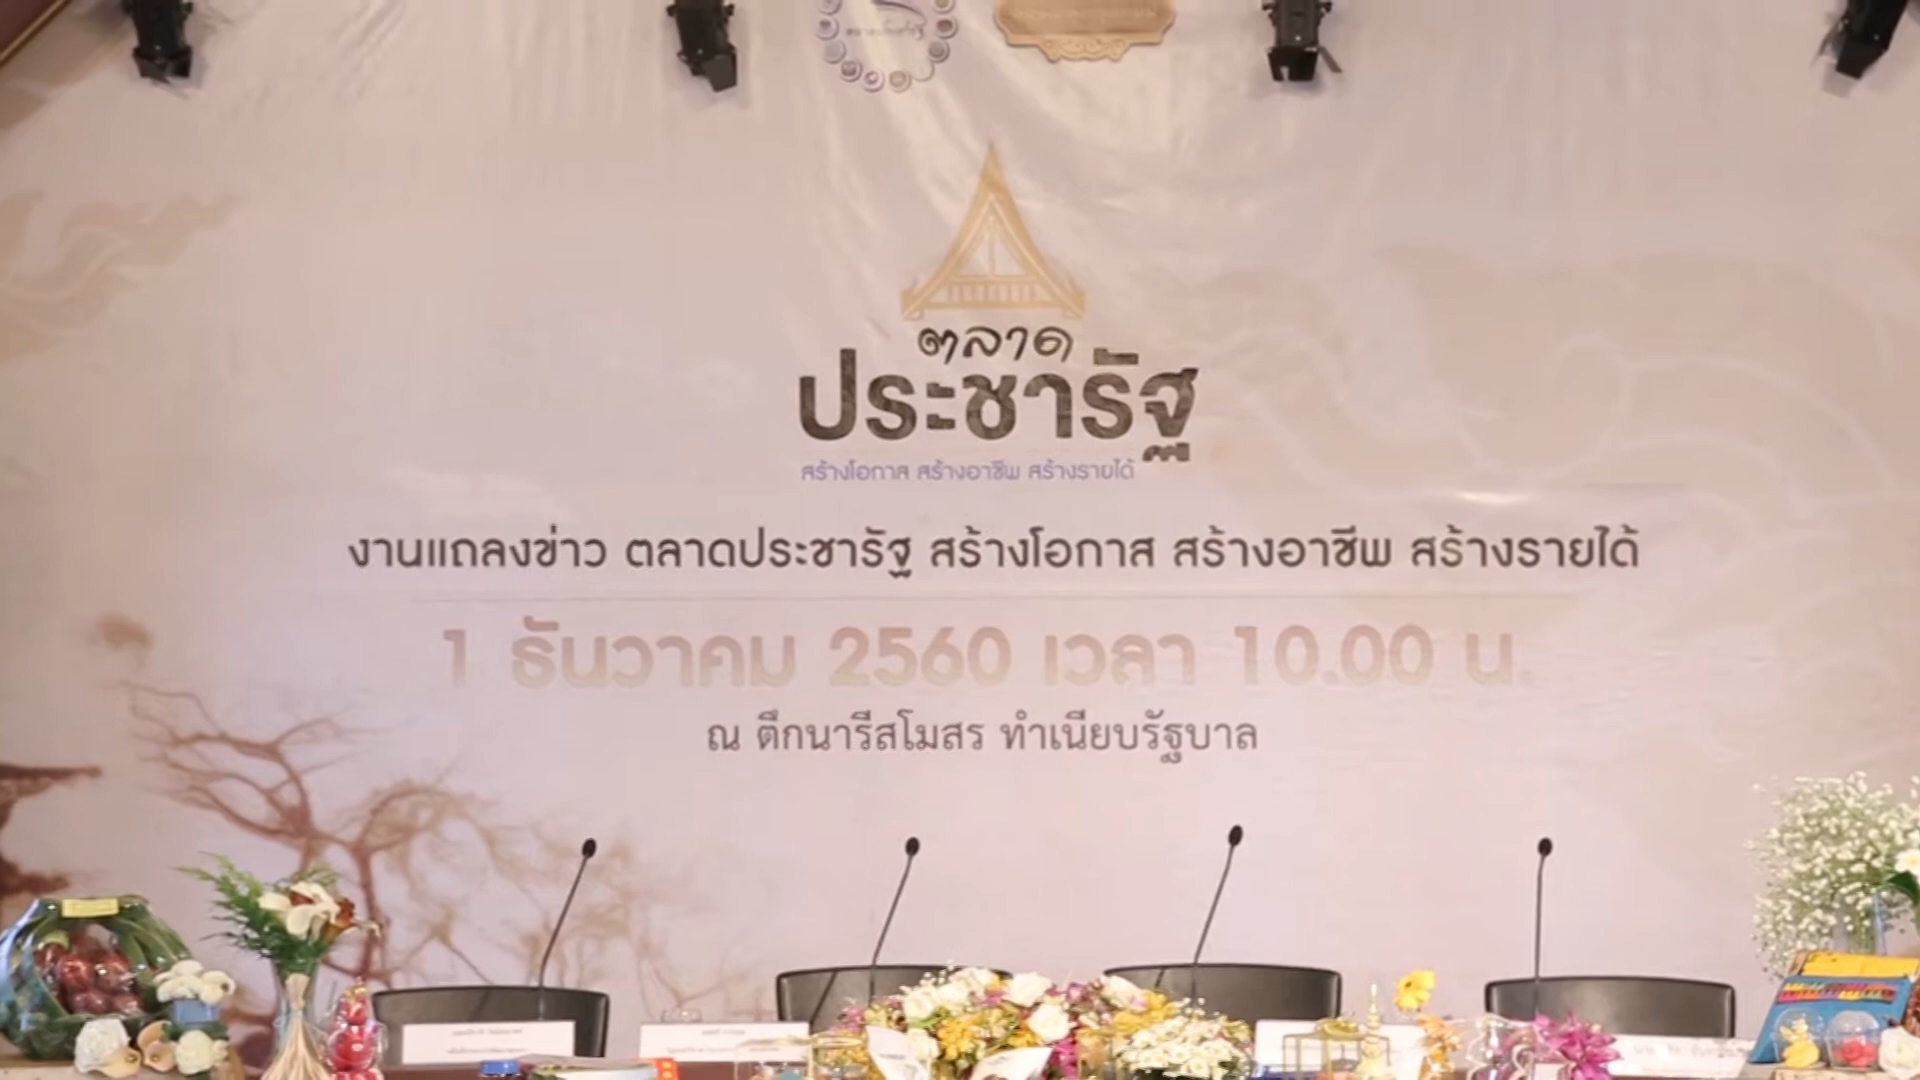 ตลาด
ประชารัฐ
สร้างโอกาส สร้างอาชีพ สร้างรายได้
งานแถลงข่าว ตลาดประชารัฐ สร้างโอกาส สร้างอาชีพ สร้างรายได้
1 ธันวาคม 2560 เวลา 10.00 น.
ณ ตึกนารีสโมสร ทำเนียบรัฐบาล